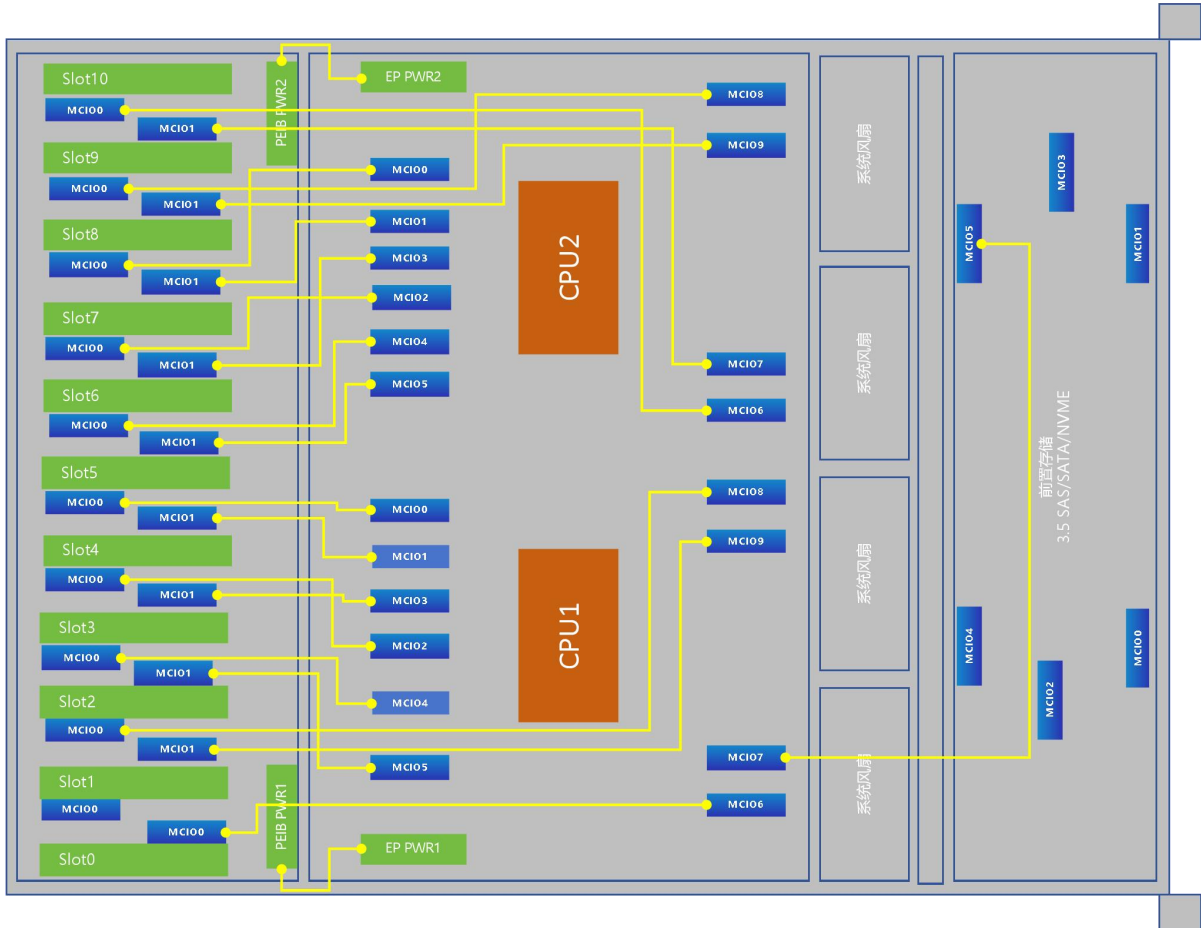 Slot10
MCIO0
MCIO1
Slot9
MCIO0
MCIO1
Slot8
MCIO0
MCIO1
Slot7
MCIO0
MCIO1
Slot6
MCIO0
MCIO1
Slot5
MCIO0
MCIO1
Slot4
MCIO0
MCIO1
Slot3
MCIO0
MCIO1
Slot2
MCIO0
MCIO1
Slot1
MCIO0
MCIO0
Slot0
PEIB PWR2
PEIB PWR1
EP PWR2
MCIO0
MCIO1
MCIO3
MCIO2
MCIO4
MCIO5
MCIO0
MCIO1
MCIO3
MCIO2
MCIO4
MCIO5
EP PWR1
CPU2
CPU1
MCIO8
MCIO9
MCIO7
MCIO6
MCIO8
MCIO9
MCIO7
MCIO6
系统风扇
系统风扇
系统风扇
系统风扇
MCIO5
MCIO3
MCIO1
前置存储
3.5 SAS/SATA/NVME
MCIO4
MCIO2
MCIO0